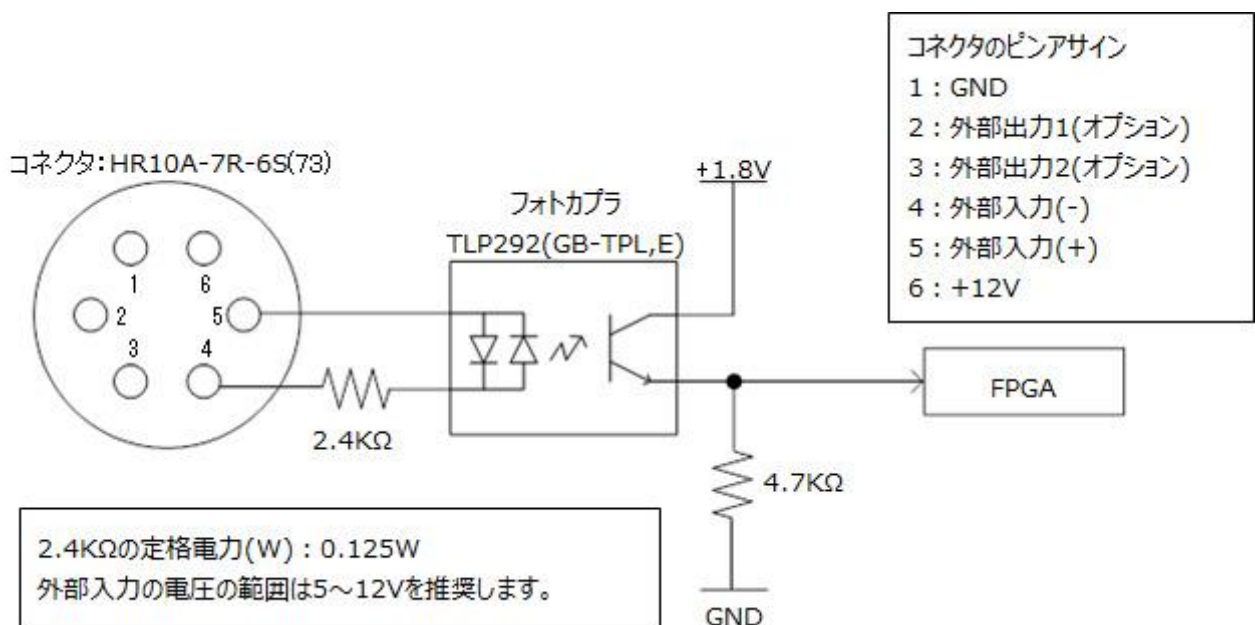 コネクタのピンアサイン
1：GND
2：外部出力1(オプション)
3：外部出力2(オプション)
4：外部入力(-)
5：外部入力(+)
6：+12V
コネクタ:HR10A-7R-6S(73)
1
6
2
5
3
4
2.4KΩ
フォトカプラ
TLP292(GB-TPL,E)
+1.8V
FPGA
4.7KΩ
GND
2.4KΩの定格電力(W)：0.125W
外部入力の電圧の範囲は5～12Vを推奨します。